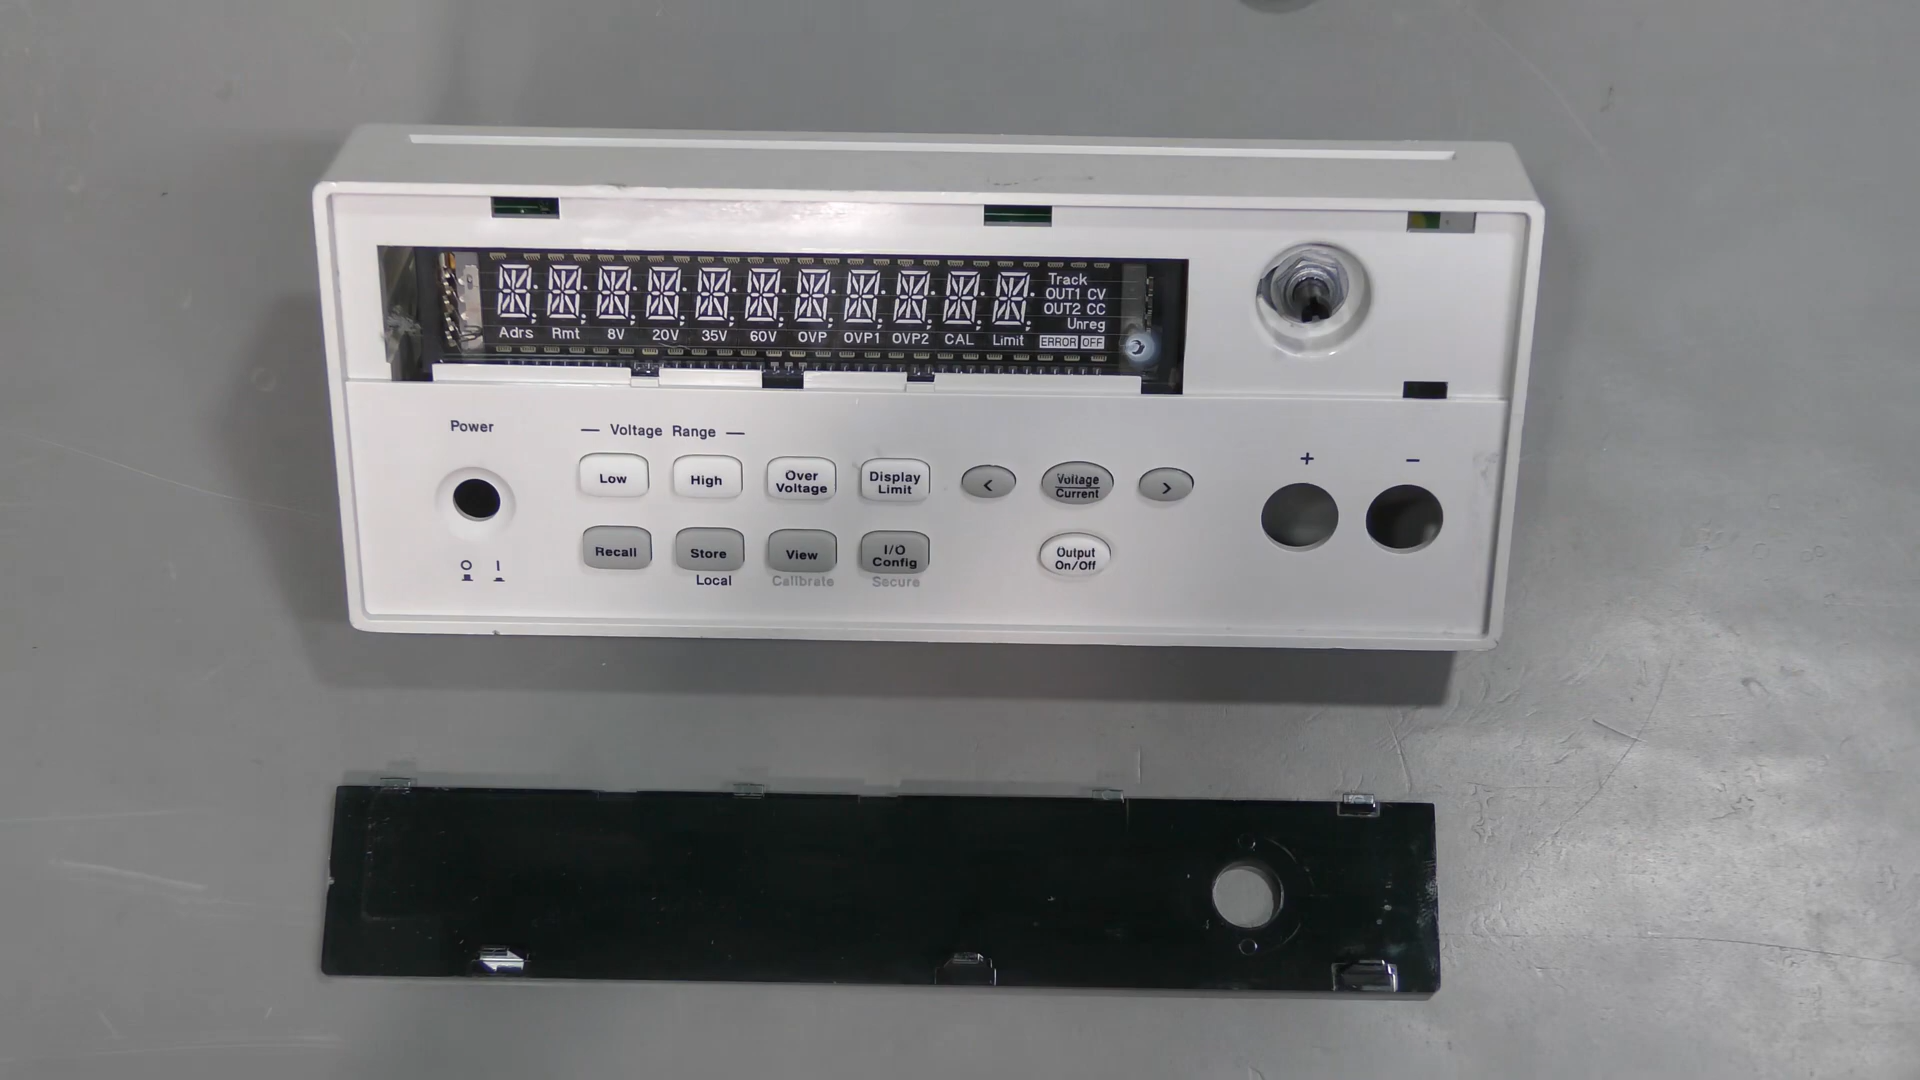 Track
OUT1 CV
OUT2 CC
Unreg
Adrs Rmt 8V 20V 35V 60V OVP OVP1 OVP2 CAL Limit ERROR OFF
Power
Voltage Range
+ −
Low High Over Voltage Display Limit < Voltage Current >
O I
Recall Store View I/O Config Output On/Off
Local Calibrate Secure